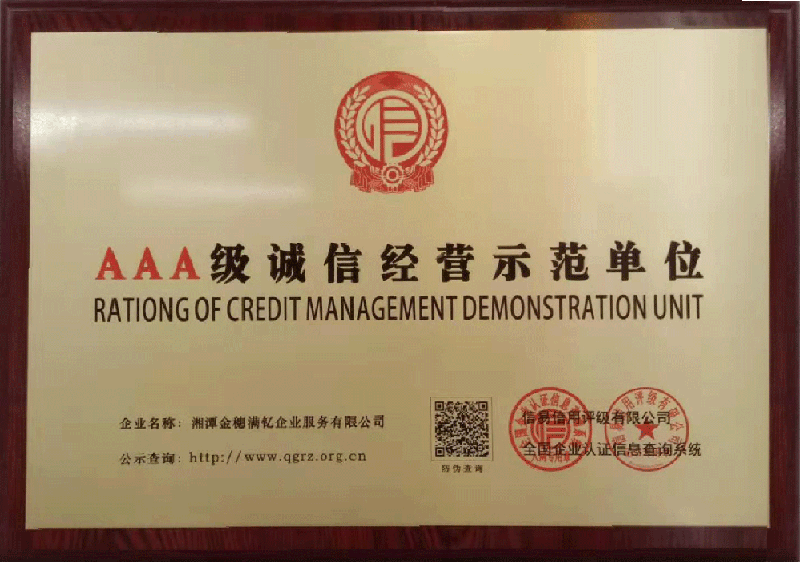 AAA级诚信经营示范单位
RATIONG OF CREDIT MANAGEMENT DEMONSTRATION UNIT
企业名称：湘潭金穗满忆企业服务有限公司
公示查询：http://www.qgrz.org.cn
防伪查询
信易信用评级有限公司
全国企业认证信息查询系统